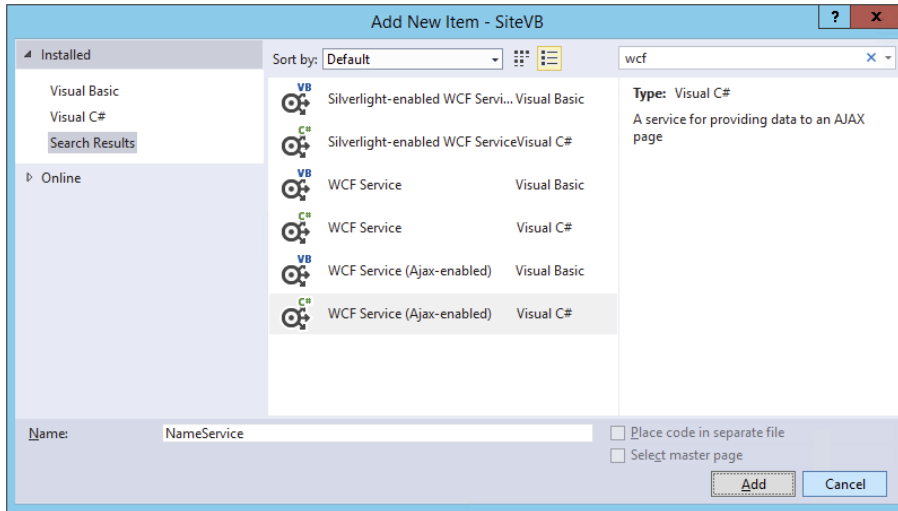 Add New Item - SiteVB
?
x
Installed
Sort by: Default
wcf
Visual Basic
Visual C#
Search Results
Online
VB
Silverlight-enabled WCF Servi... Visual Basic
C#
Silverlight-enabled WCF Service Visual C#
VB
WCF Service Visual Basic
C#
WCF Service Visual C#
VB
WCF Service (Ajax-enabled) Visual Basic
C#
WCF Service (Ajax-enabled) Visual C#
Type: Visual C#
A service for providing data to an AJAX
page
Name: NameService
Place code in separate file
Select master page
Add Cancel